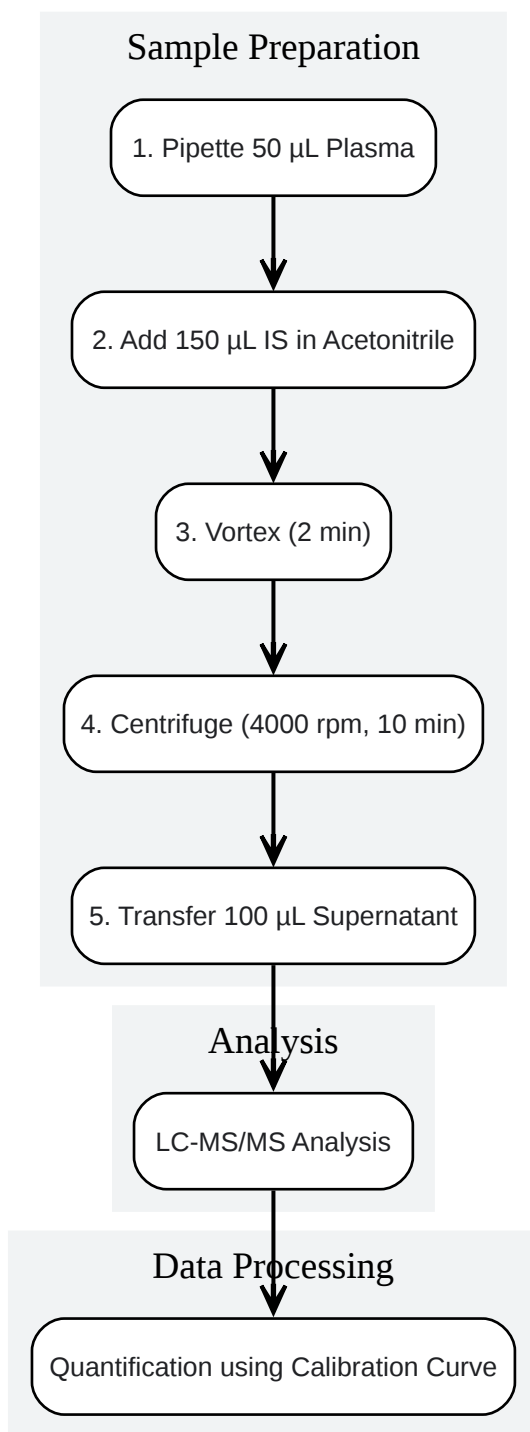 Sample Preparation
1. Pipette 50 µL Plasma
2. Add 150 µL IS in Acetonitrile
3. Vortex (2 min)
4. Centrifuge (4000 rpm, 10 min)
5. Transfer 100 µL Supernatant
Analysis
LC-MS/MS Analysis
Data Processing
Quantification using Calibration Curve